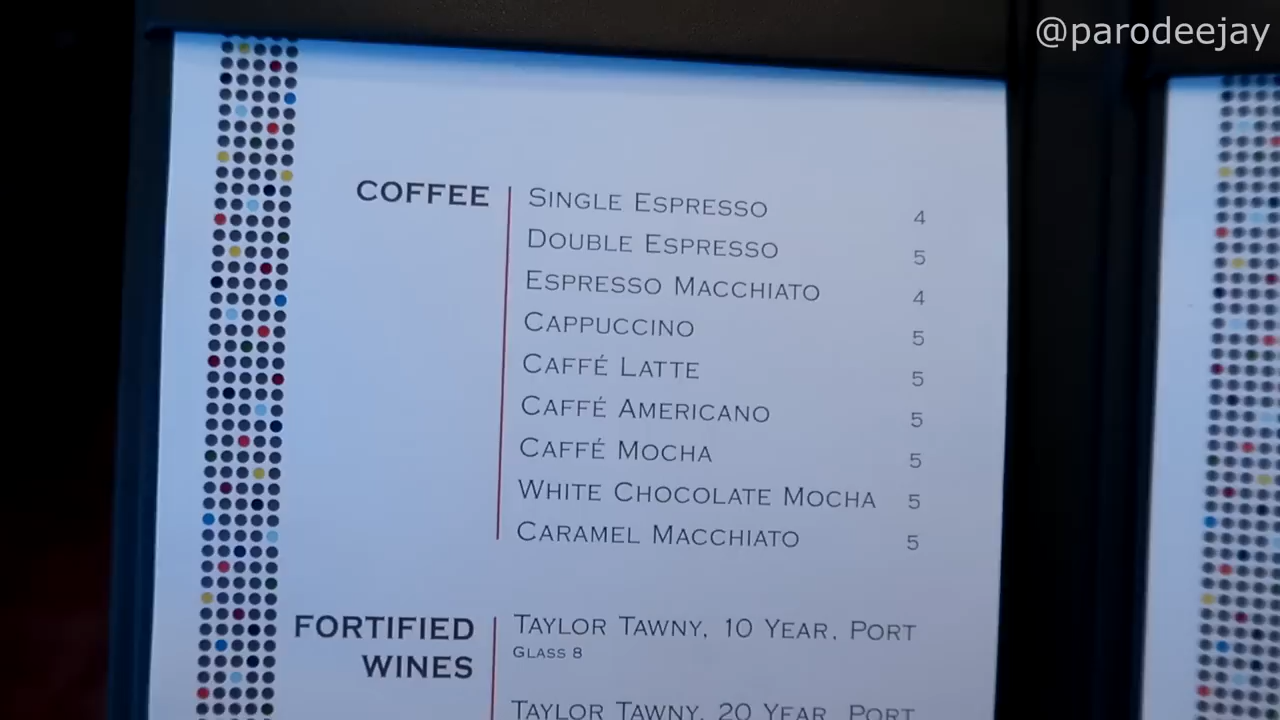 @parodeejay
COFFEE
SINGLE ESPRESSO 4
DOUBLE ESPRESSO 5
ESPRESSO MACCHIATO 4
CAPPUCCINO 5
CAFFÉ LATTE 5
CAFFÉ AMERICANO 5
CAFFÉ MOCHA 5
WHITE CHOCOLATE MOCHA 5
CARAMEL MACCHIATO 5
FORTIFIED
WINES
TAYLOR TAWNY, 10 YEAR, PORT
GLASS 8
TAYLOR TAWNY, 20 YEAR, PORT